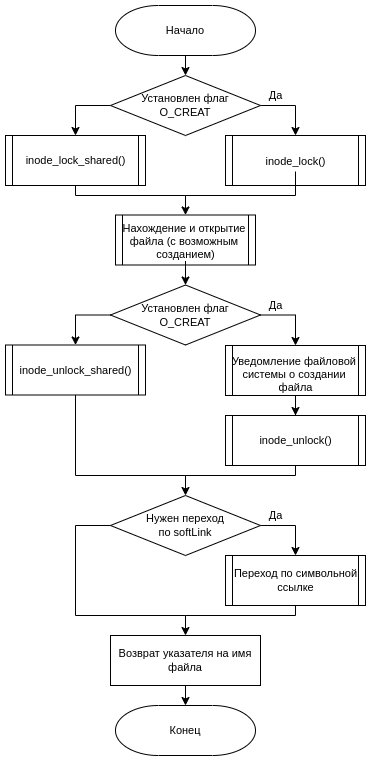 Начало
Установлен флаг
O_CREAT
Да
inode_lock_shared()
inode_lock()
Нахождение и открытие
файла (с возможным
созданием)
Установлен флаг
O_CREAT
Да
inode_unlock_shared()
Уведомление файловой
системы о создании
файла
inode_unlock()
Нужен переход
по softLink
Да
Переход по символьной
ссылке
Возврат указателя на имя
файла
Конец